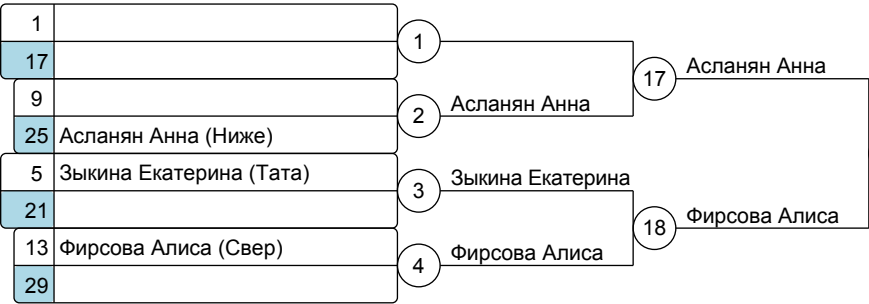 1
17
1
9
25 Асланян Анна (Ниже)
2 Асланян Анна
17 Асланян Анна
5 Зыкина Екатерина (Тата)
21
3 Зыкина Екатерина
13 Фирсова Алиса (Свер)
29
4 Фирсова Алиса
18 Фирсова Алиса